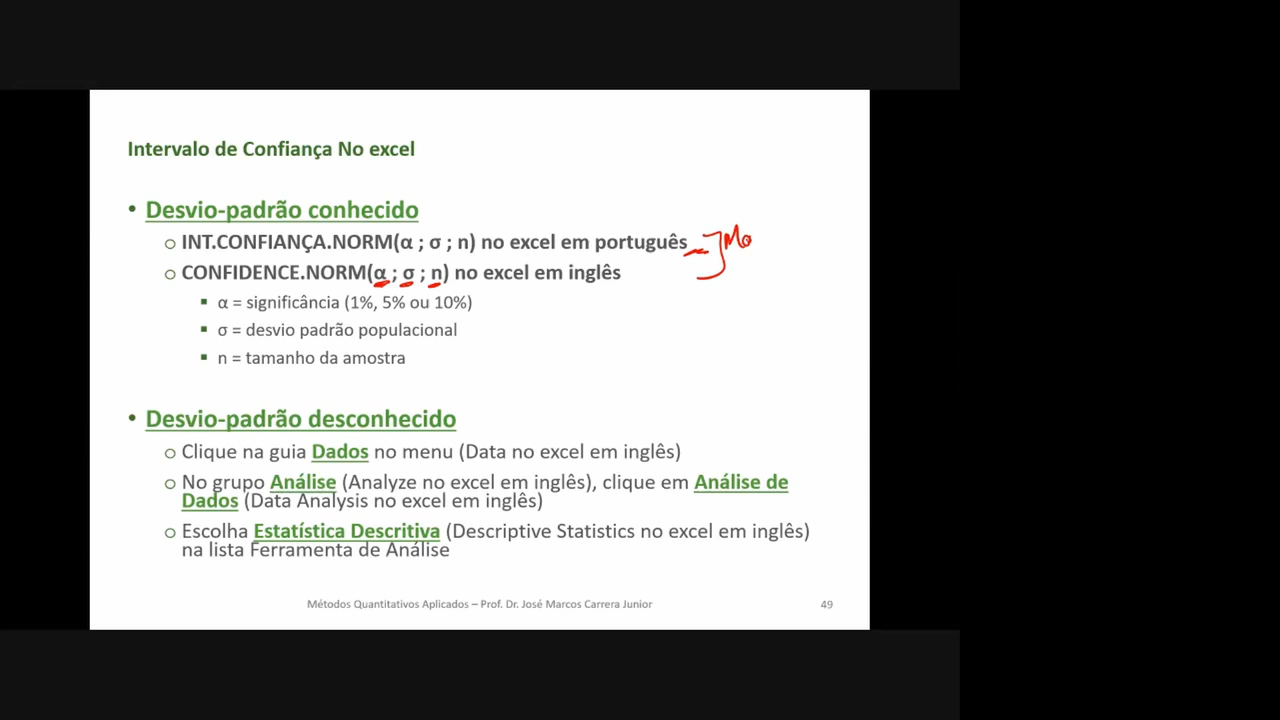 Intervalo de Confiança No excel
• Desvio-padrão conhecido
o INT.CONFIANÇA.NORM(α ; σ ; n) no excel em português
o CONFIDENCE.NORM(α ; σ ; n) no excel em inglês
▪ α = significância (1%, 5% ou 10%)
▪ σ = desvio padrão populacional
▪ n = tamanho da amostra
• Desvio-padrão desconhecido
o Clique na guia Dados no menu (Data no excel em inglês)
o No grupo Análise (Analyze no excel em inglês), clique em Análise de
Dados (Data Analysis no excel em inglês)
o Escolha Estatística Descritiva (Descriptive Statistics no excel em inglês)
na lista Ferramenta de Análise
Métodos Quantitativos Aplicados – Prof. Dr. José Marcos Carrera Junior
49